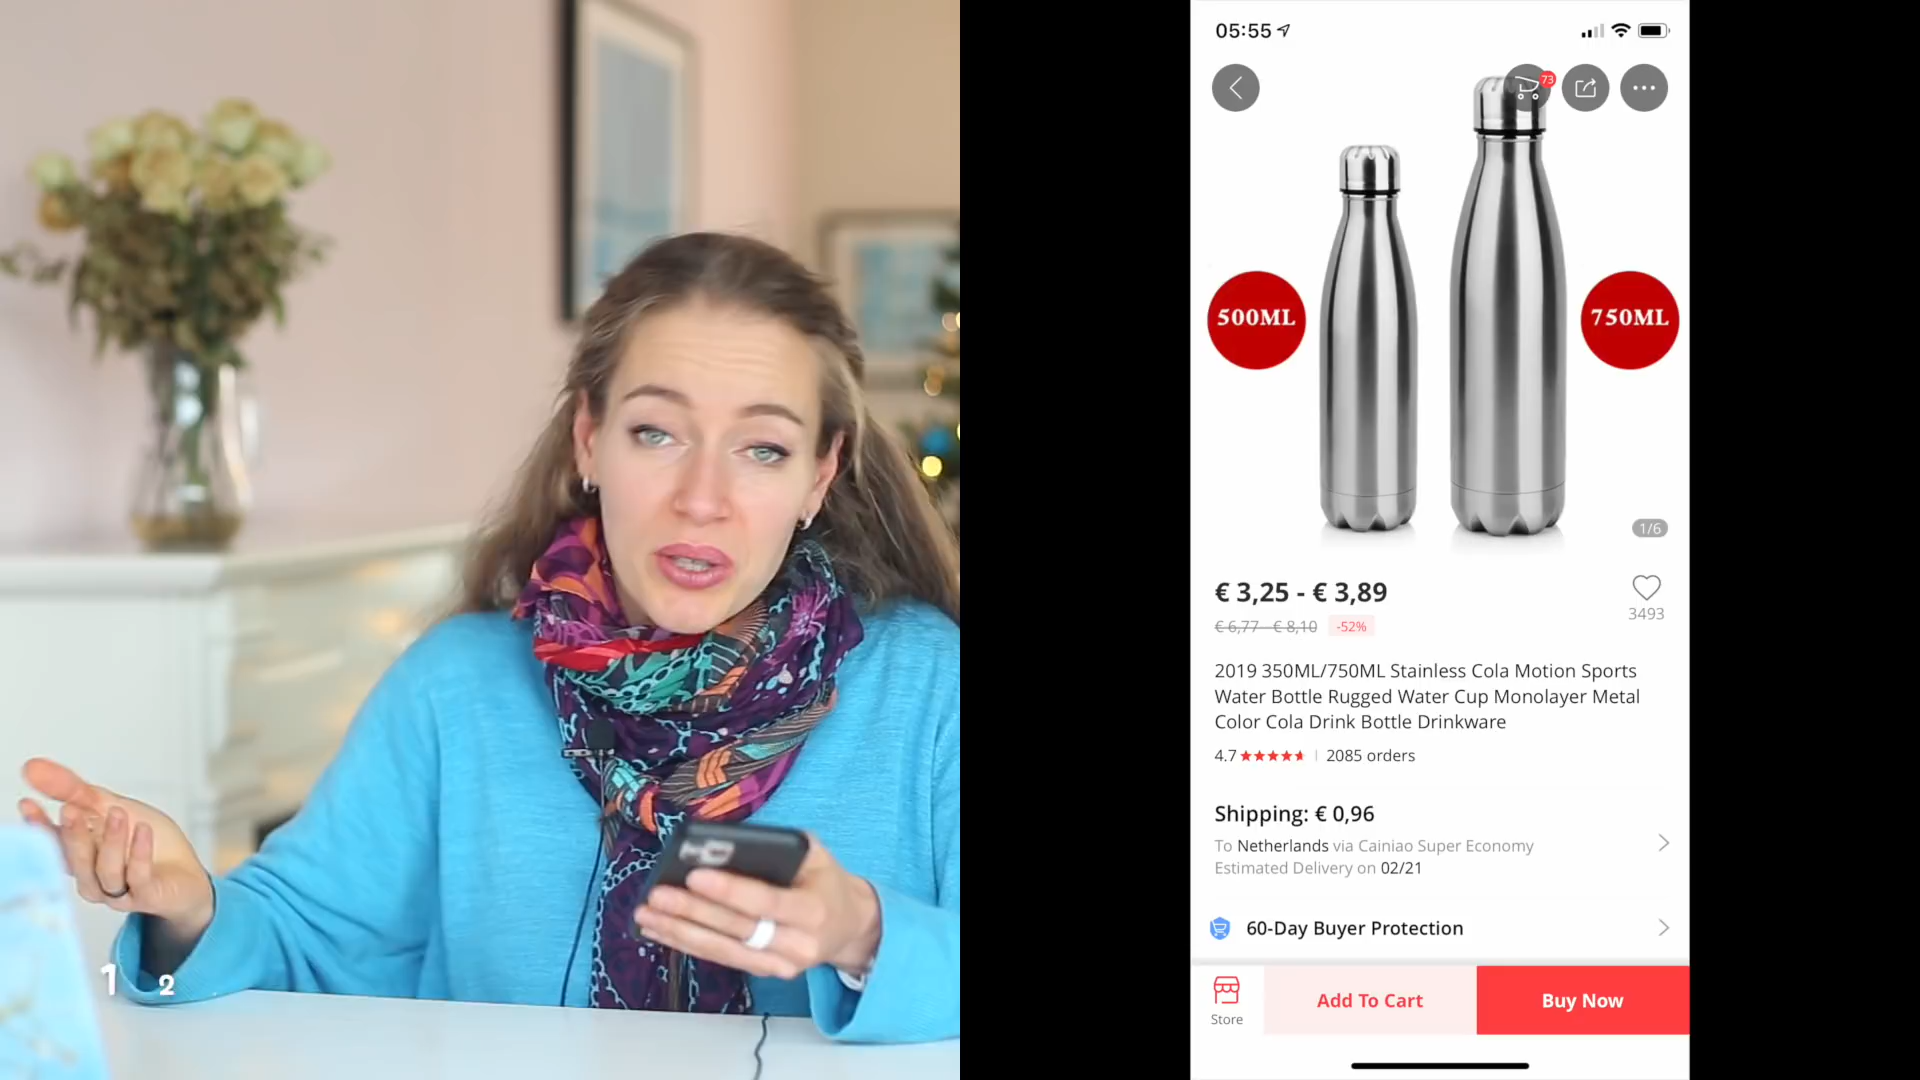 1 2
05:55
73
500ML
750ML
1/6
€ 3,25 - € 3,89
3493
€ 6,77 - € 8,10 -52%
2019 350ML/750ML Stainless Cola Motion Sports
Water Bottle Rugged Water Cup Monolayer Metal
Color Cola Drink Bottle Drinkware
4.7 2085 orders
Shipping: € 0,96
To Netherlands via Cainiao Super Economy
Estimated Delivery on 02/21
60-Day Buyer Protection
Store
Add To Cart
Buy Now